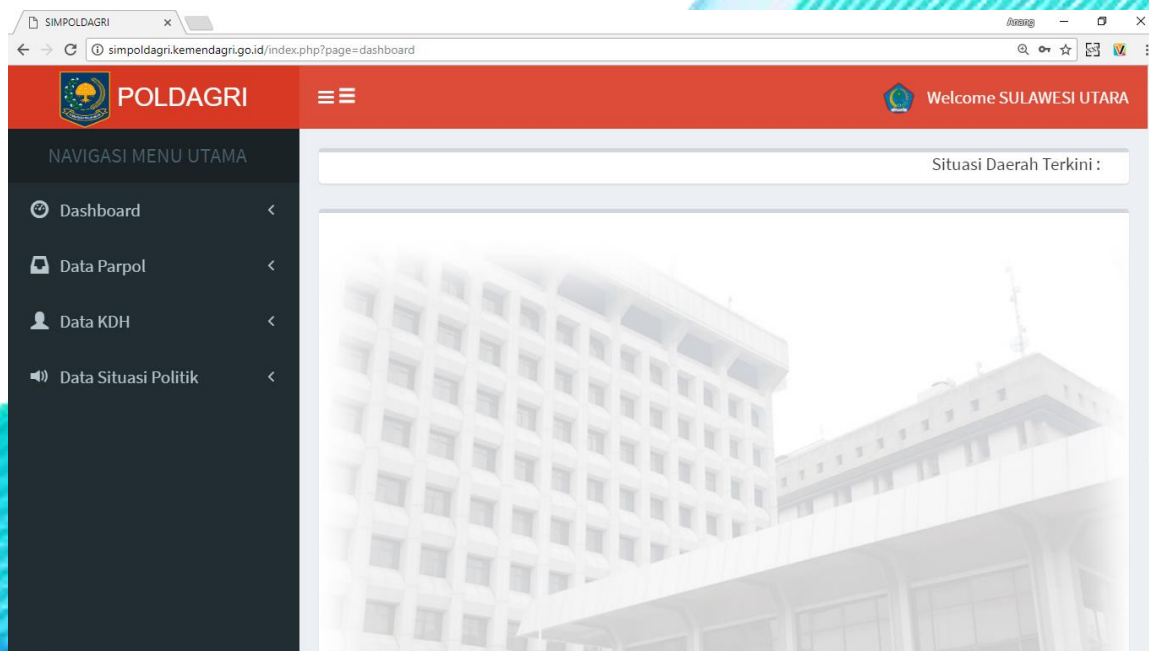 SIMPOLDAGRI
Anang
simpoldagri.kemendagri.go.id/index.php?page=dashboard
POLDAGRI
Welcome SULAWESI UTARA
NAVIGASI MENU UTAMA
Situasi Daerah Terkini :
Dashboard
Data Parpol
Data KDH
Data Situasi Politik